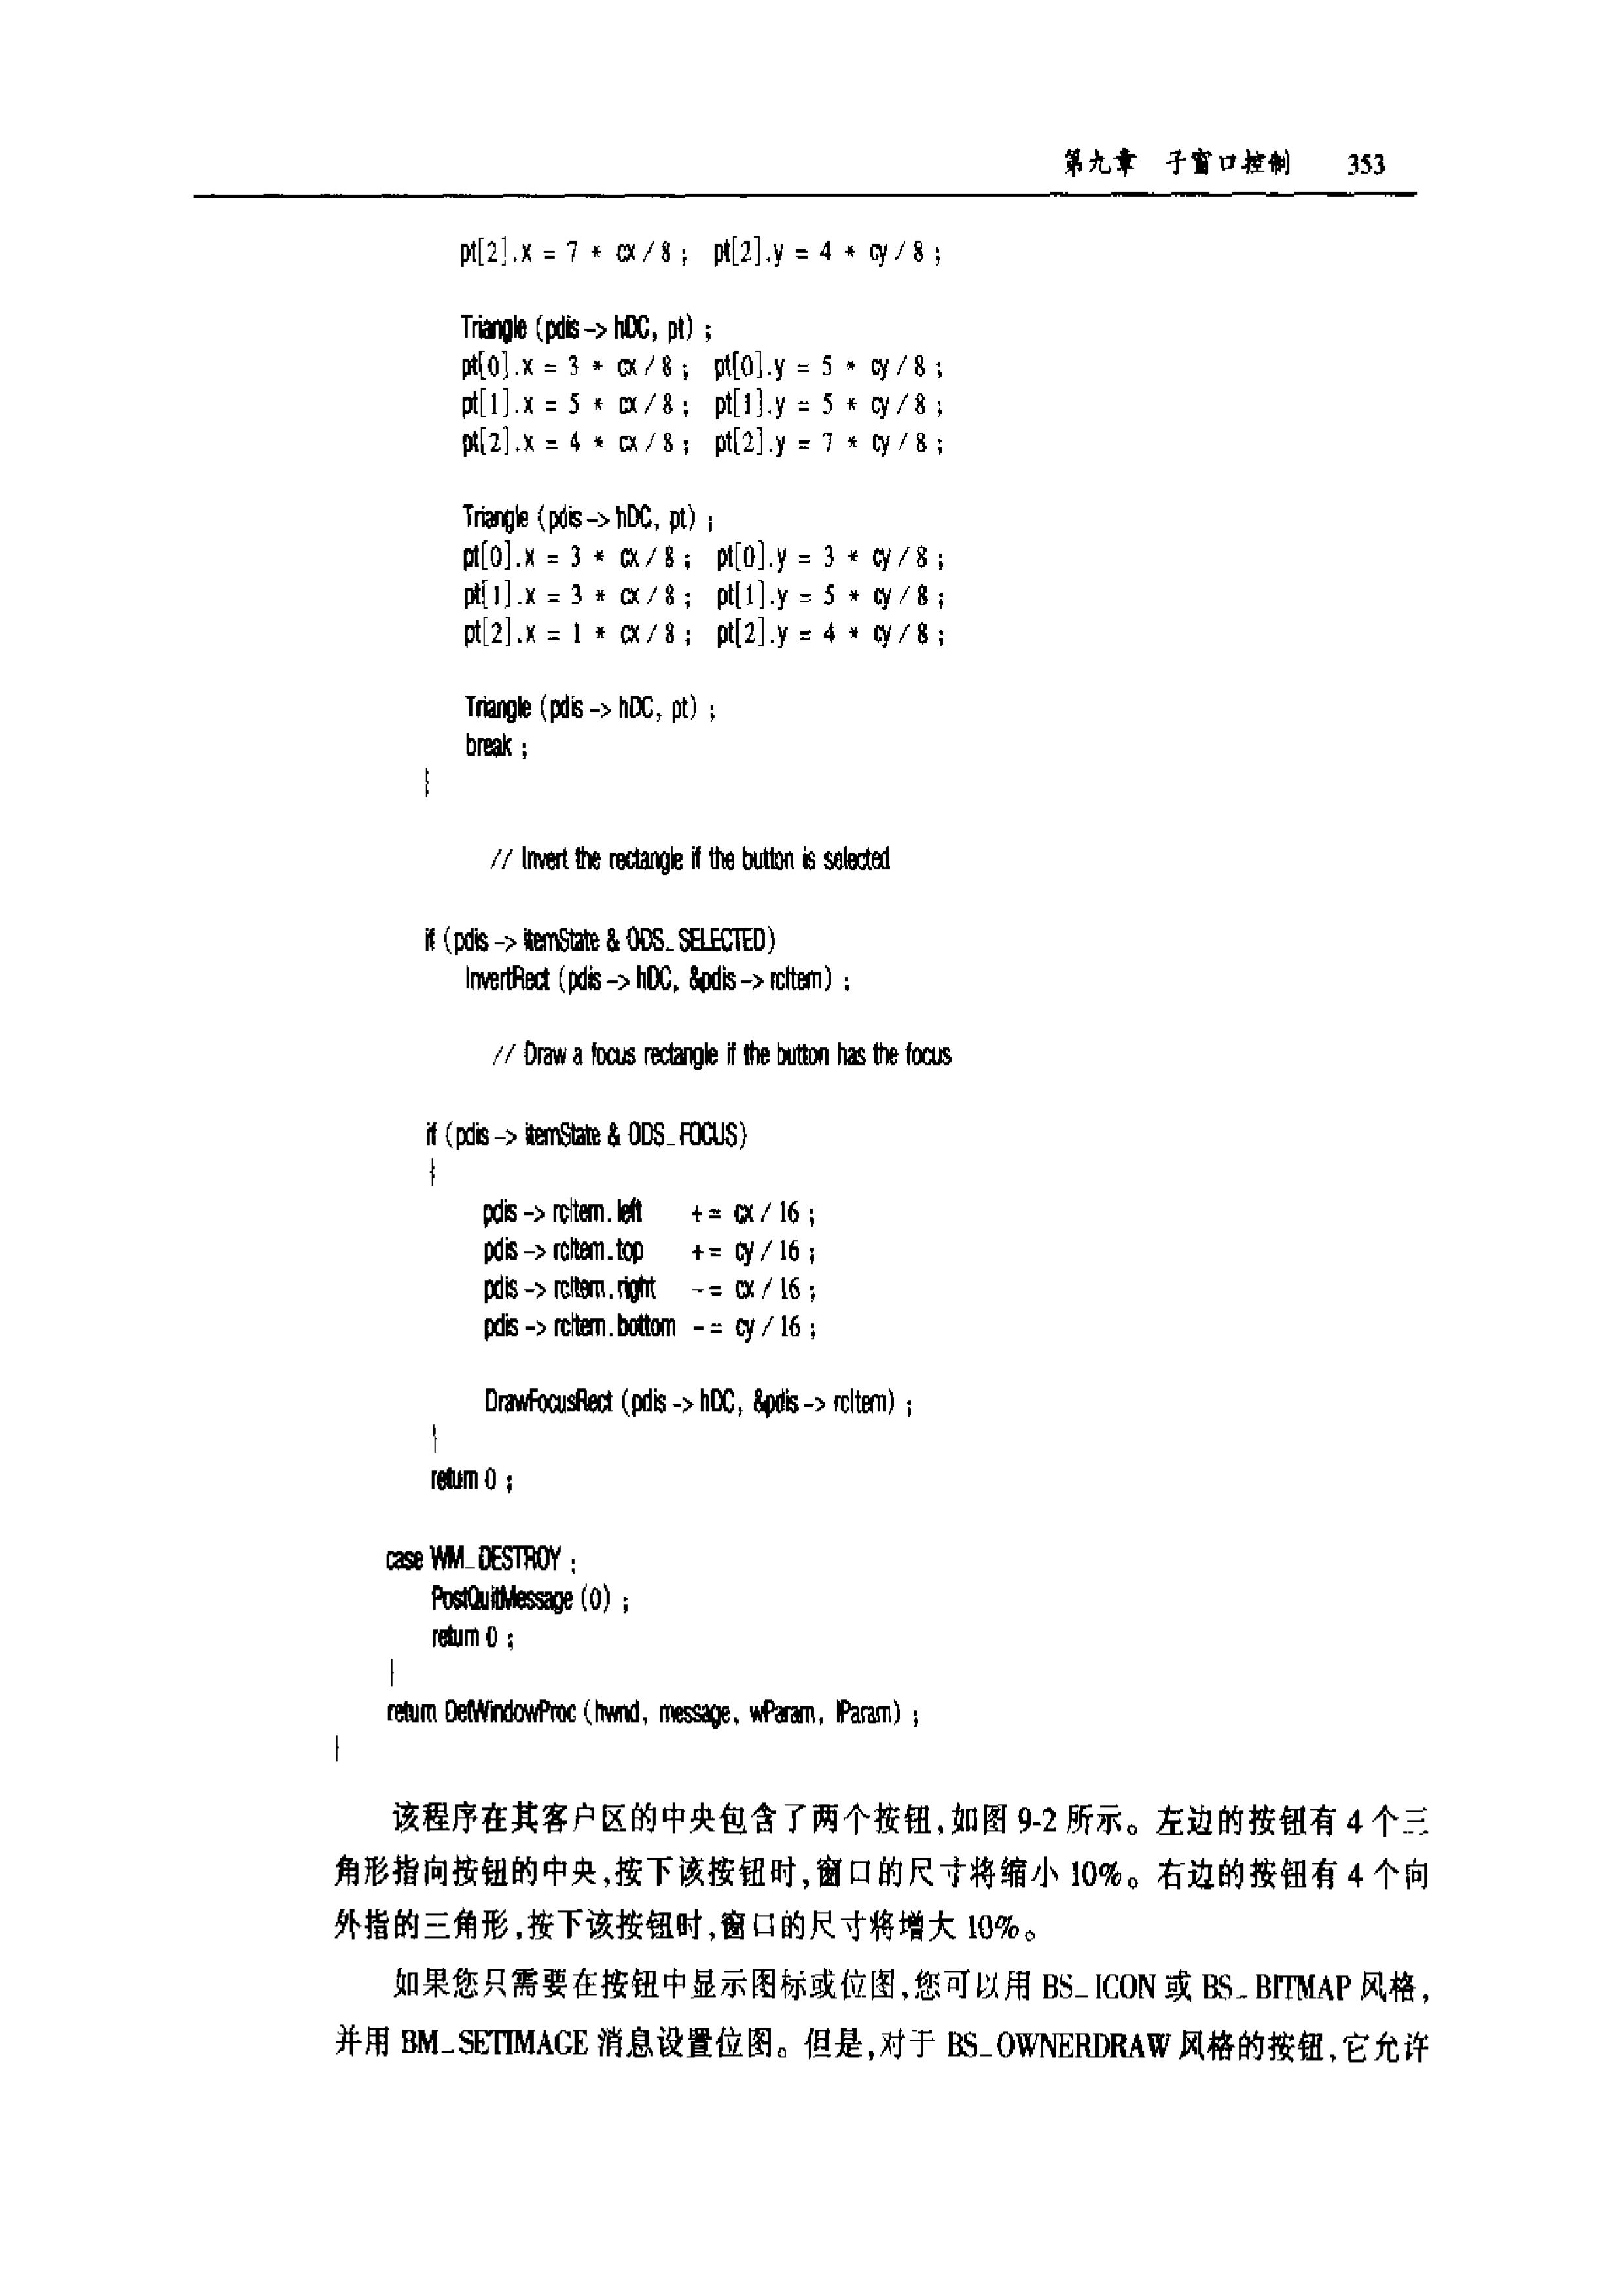 第九章 子窗口控制 353
pt[2].x = 7 * cx / 8 ; pt[2].y = 4 * cy / 8 ;
Triangle (pdis -> hDC, pt) ;
pt[0].x = 3 * cx / 8 ; pt[0].y = 5 * cy / 8 ;
pt[1].x = 5 * cx / 8 ; pt[1].y = 5 * cy / 8 ;
pt[2].x = 4 * cx / 8 ; pt[2].y = 7 * cy / 8 ;
Triangle (pdis -> hDC, pt) ;
pt[0].x = 3 * cx / 8 ; pt[0].y = 3 * cy / 8 ;
pt[1].x = 3 * cx / 8 ; pt[1].y = 5 * cy / 8 ;
pt[2].x = 1 * cx / 8 ; pt[2].y = 4 * cy / 8 ;
Triangle (pdis -> hDC, pt) ;
break ;
}
// Invert the rectangle if the button is selected
if (pdis -> itemState & ODS_SELECTED)
InvertRect (pdis -> hDC, &pdis -> rcItem) ;
// Draw a focus rectangle if the button has the focus
if (pdis -> itemState & ODS_FOCUS)
{
pdis -> rcItem.left += cx / 16 ;
pdis -> rcItem.top += cy / 16 ;
pdis -> rcItem.right -= cx / 16 ;
pdis -> rcItem.bottom -= cy / 16 ;
DrawFocusRect (pdis -> hDC, &pdis -> rcItem) ;
}
return 0 ;
case WM_DESTROY :
PostQuitMessage (0) ;
return 0 ;
}
return DefWindowProc (hwnd, message, wParam, lParam) ;
}
该程序在其客户区的中央包含了两个按钮,如图 9-2 所示。左边的按钮有 4 个三
角形指向按钮的中央,按下该按钮时,窗口的尺寸将缩小 10%。右边的按钮有 4 个向
外指的三角形,按下该按钮时,窗口的尺寸将增大 10%。
如果您只需要在按钮中显示图标或位图,您可以用 BS_ICON 或 BS_BITMAP 风格,
并用 BM_SETIMAGE 消息设置位图。但是,对于 BS_OWNERDRAW 风格的按钮,它允许